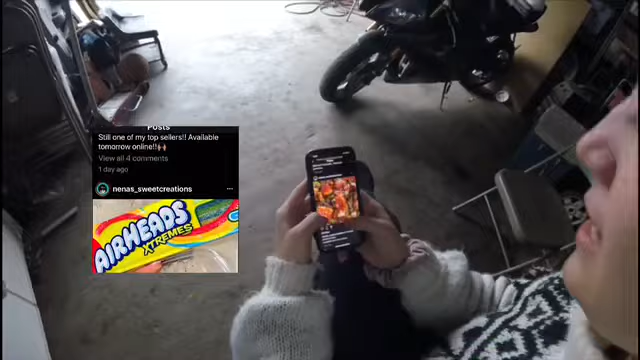 Posts
Still one of my top sellers!! Available
tomorrow online!!
View all 4 comments
1 day ago
nenas_sweetcreations
AIRHEADS
XTREMES